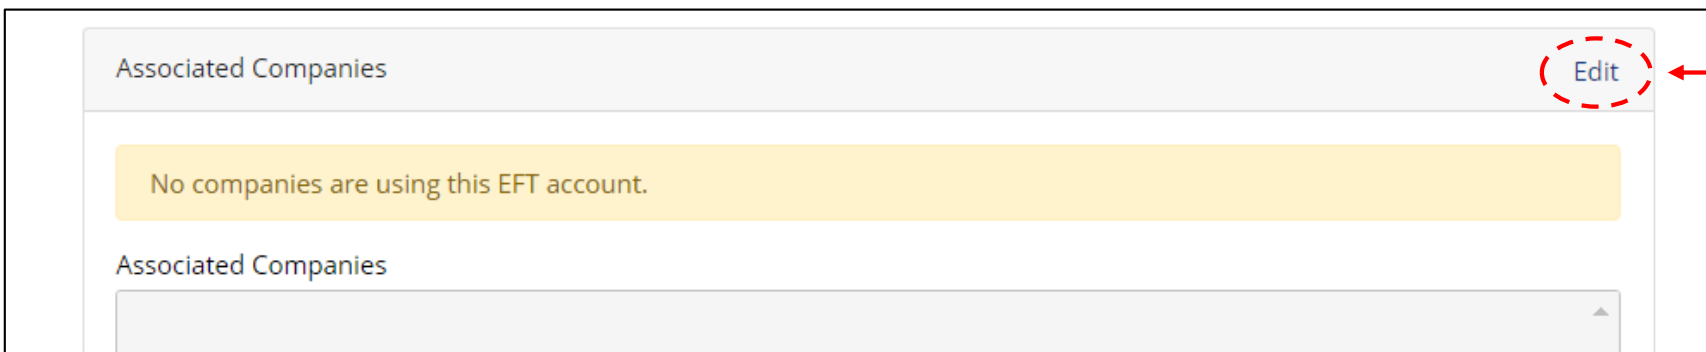 Associated Companies
Edit
No companies are using this EFT account.
Associated Companies